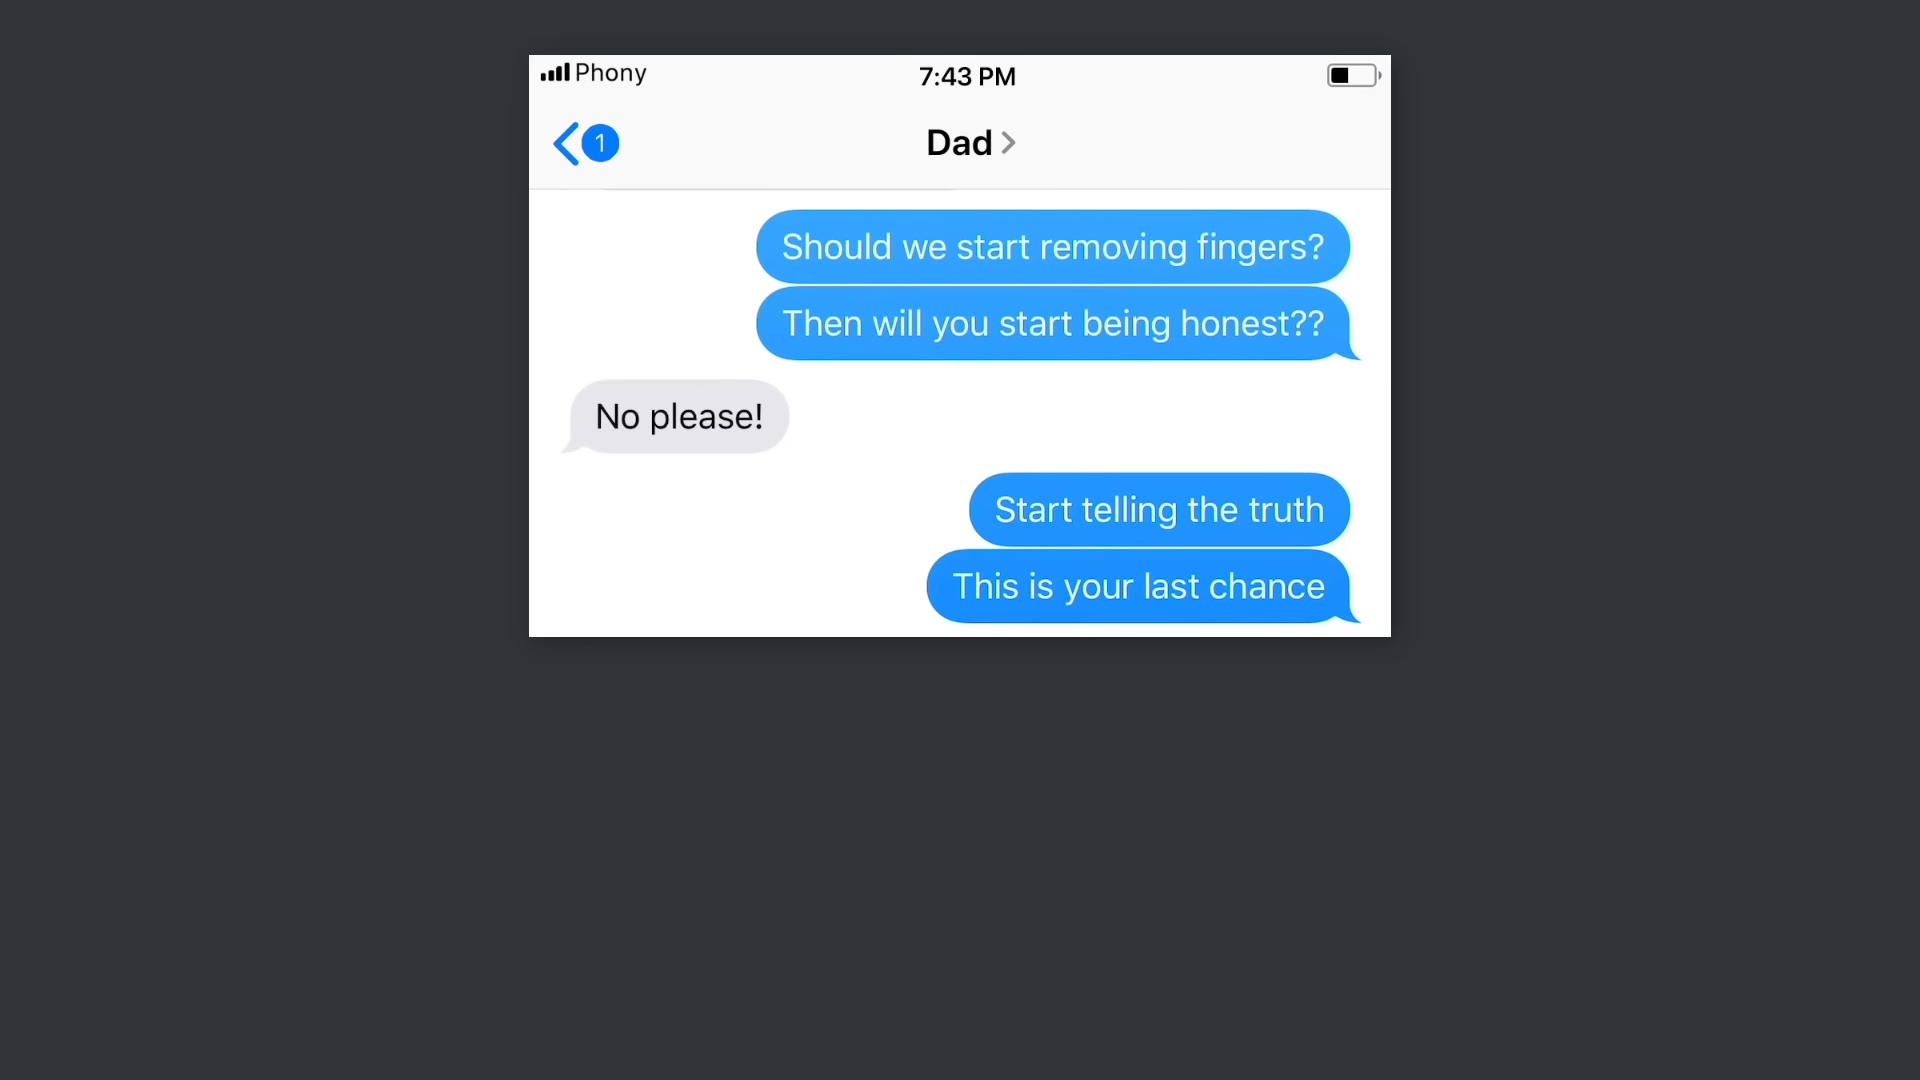 Phony
7:43 PM
1
Dad
Should we start removing fingers?
Then will you start being honest??
No please!
Start telling the truth
This is your last chance